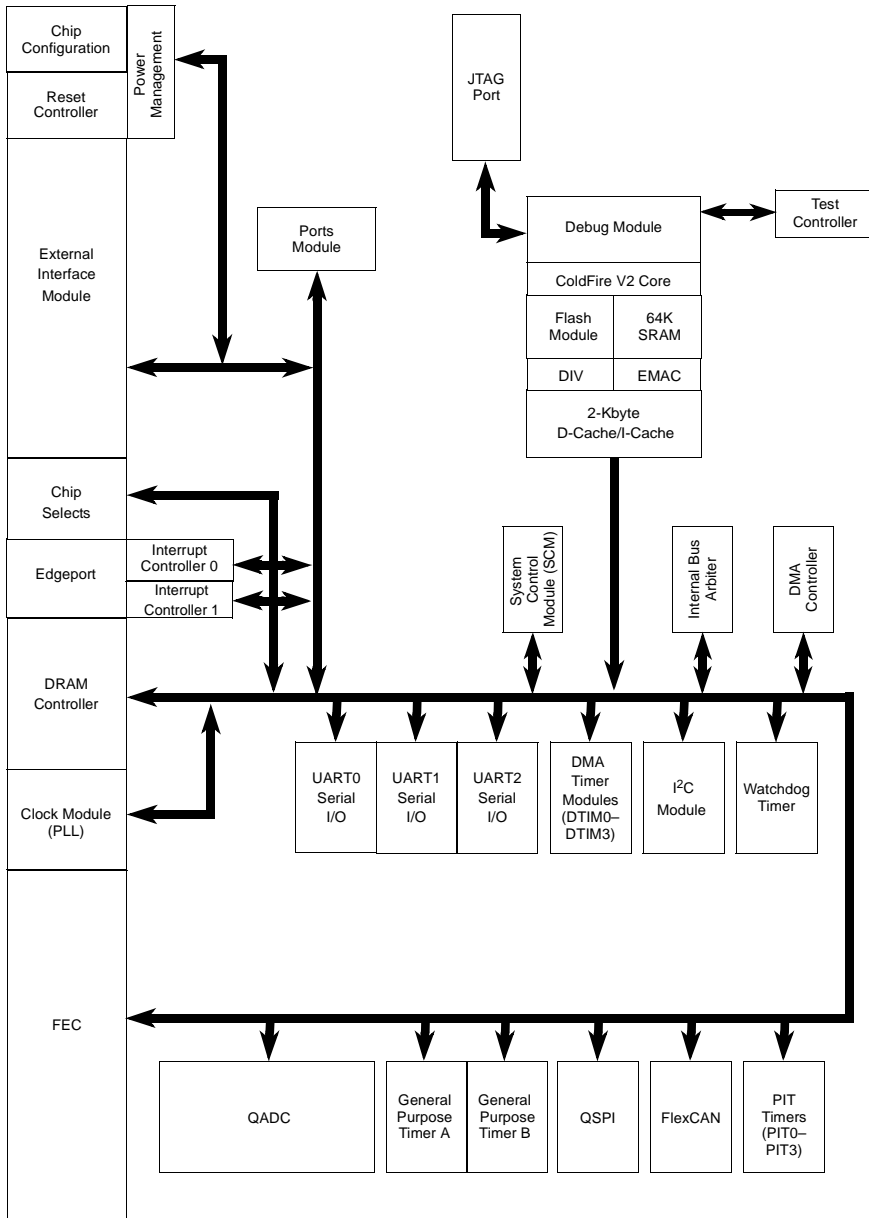 Chip
Configuration
Power
Management
Reset
Controller
JTAG
Port
Test
Controller
Debug Module
Ports
Module
External
Interface
Module
ColdFire V2 Core
Flash
Module
64K
SRAM
DIV
EMAC
2-Kbyte
D-Cache/I-Cache
Chip
Selects
Edgeport
Interrupt
Controller 0
Interrupt
Controller 1
System
Control
Module (SCM)
Internal Bus
Arbiter
DMA
Controller
DRAM
Controller
UART0
Serial
I/O
UART1
Serial
I/O
UART2
Serial
I/O
DMA
Timer
Modules
(DTIM0–
DTIM3)
I²C
Module
Watchdog
Timer
Clock Module
(PLL)
FEC
QADC
General
Purpose
Timer A
General
Purpose
Timer B
QSPI
FlexCAN
PIT
Timers
(PIT0–
PIT3)